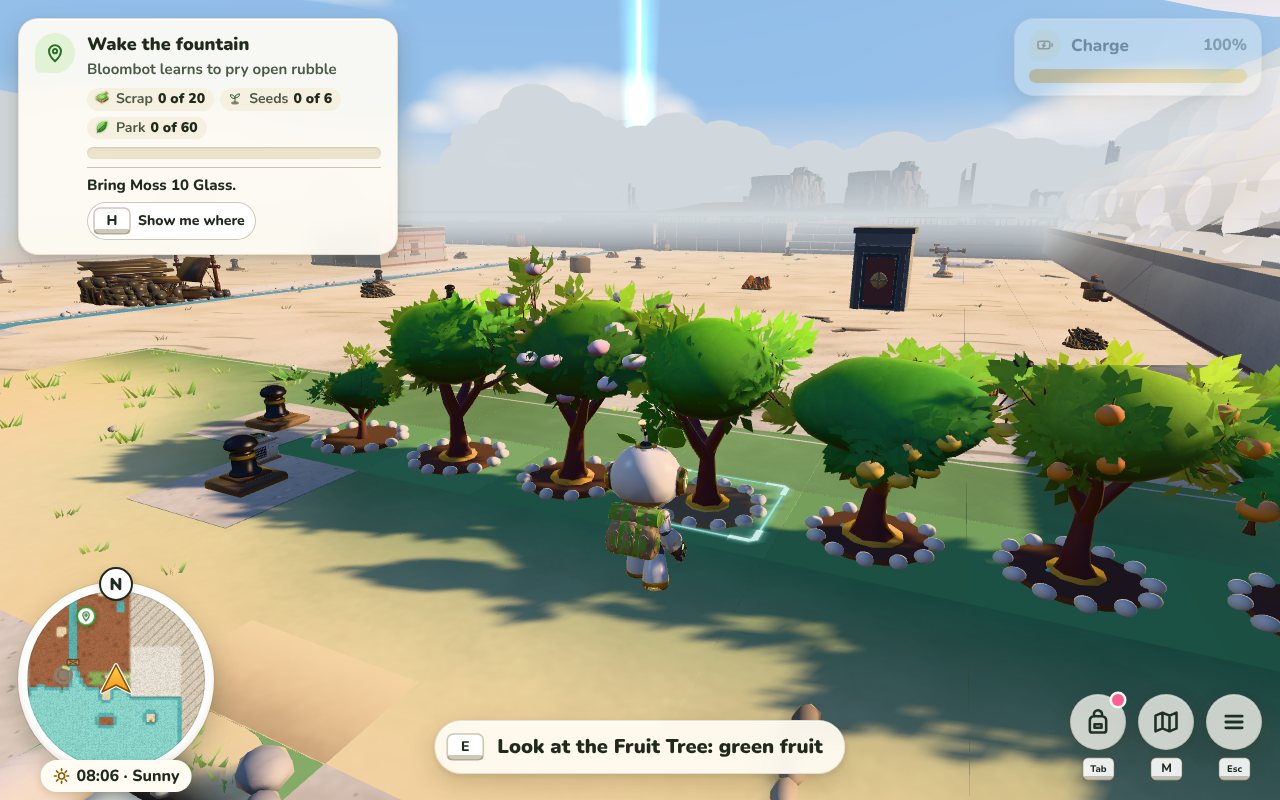 Wake the fountain
Bloombot learns to pry open rubble
Scrap 0 of 20
Seeds 0 of 6
Park 0 of 60
Bring Moss 10 Glass.
H Show me where
Charge 100%
N
08:06 · Sunny
E Look at the Fruit Tree: green fruit
Tab
M
Esc